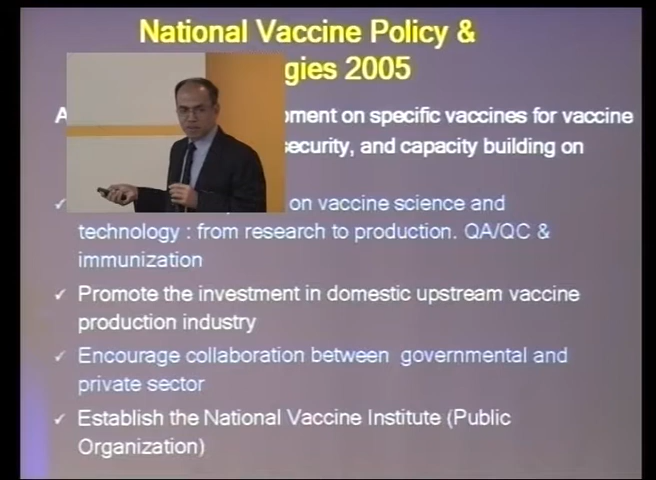 National Vaccine Policy &
gies 2005
A
pment on specific vaccines for vaccine
security, and capacity building on
on vaccine science and
technology : from research to production. QA/QC &
immunization
Promote the investment in domestic upstream vaccine
production industry
Encourage collaboration between governmental and
private sector
Establish the National Vaccine Institute (Public
Organization)